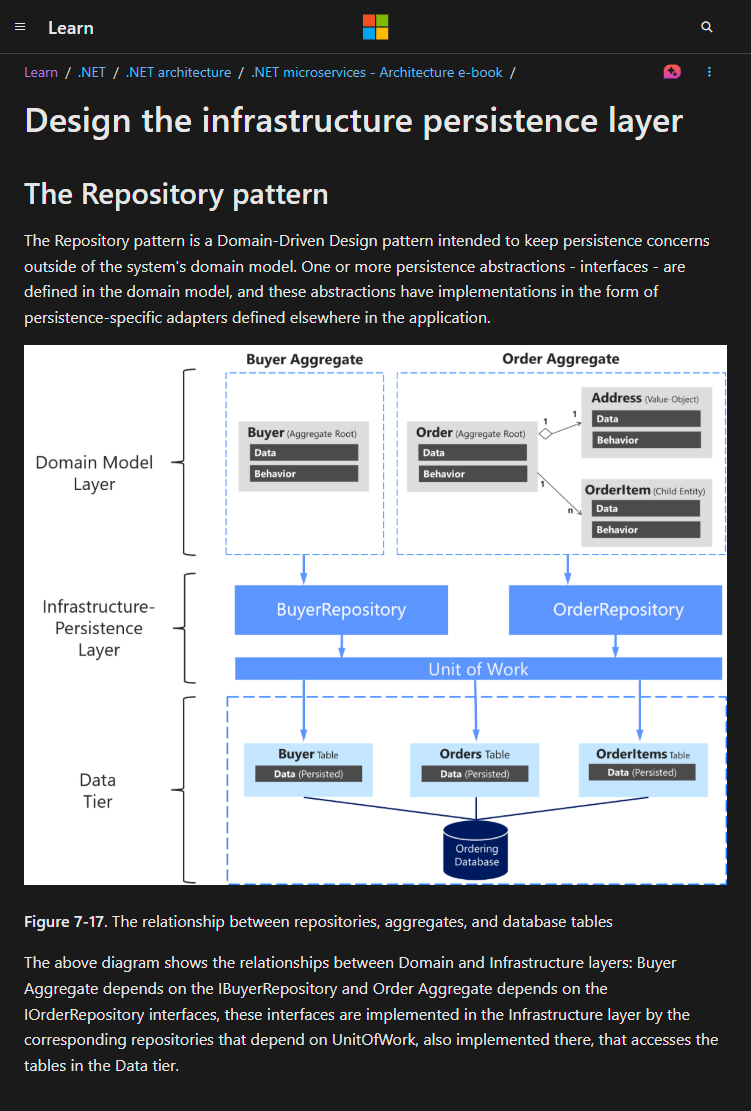 Learn
Learn / .NET / .NET architecture / .NET microservices - Architecture e-book /
Design the infrastructure persistence layer
The Repository pattern
The Repository pattern is a Domain-Driven Design pattern intended to keep persistence concerns
outside of the system's domain model. One or more persistence abstractions - interfaces - are
defined in the domain model, and these abstractions have implementations in the form of
persistence-specific adapters defined elsewhere in the application.
Buyer Aggregate
Order Aggregate
Domain Model
Layer
Buyer (Aggregate Root)
Data
Behavior
Order (Aggregate Root)
Data
Behavior
1
1
Address (Value-Object)
Data
Behavior
1
n
OrderItem (Child Entity)
Data
Behavior
Infrastructure-
Persistence
Layer
BuyerRepository
OrderRepository
Unit of Work
Data
Tier
Buyer Table
Data (Persisted)
Orders Table
Data (Persisted)
OrderItems Table
Data (Persisted)
Ordering
Database
Figure 7-17. The relationship between repositories, aggregates, and database tables
The above diagram shows the relationships between Domain and Infrastructure layers: Buyer
Aggregate depends on the IBuyerRepository and Order Aggregate depends on the
IOrderRepository interfaces, these interfaces are implemented in the Infrastructure layer by the
corresponding repositories that depend on UnitOfWork, also implemented there, that accesses the
tables in the Data tier.